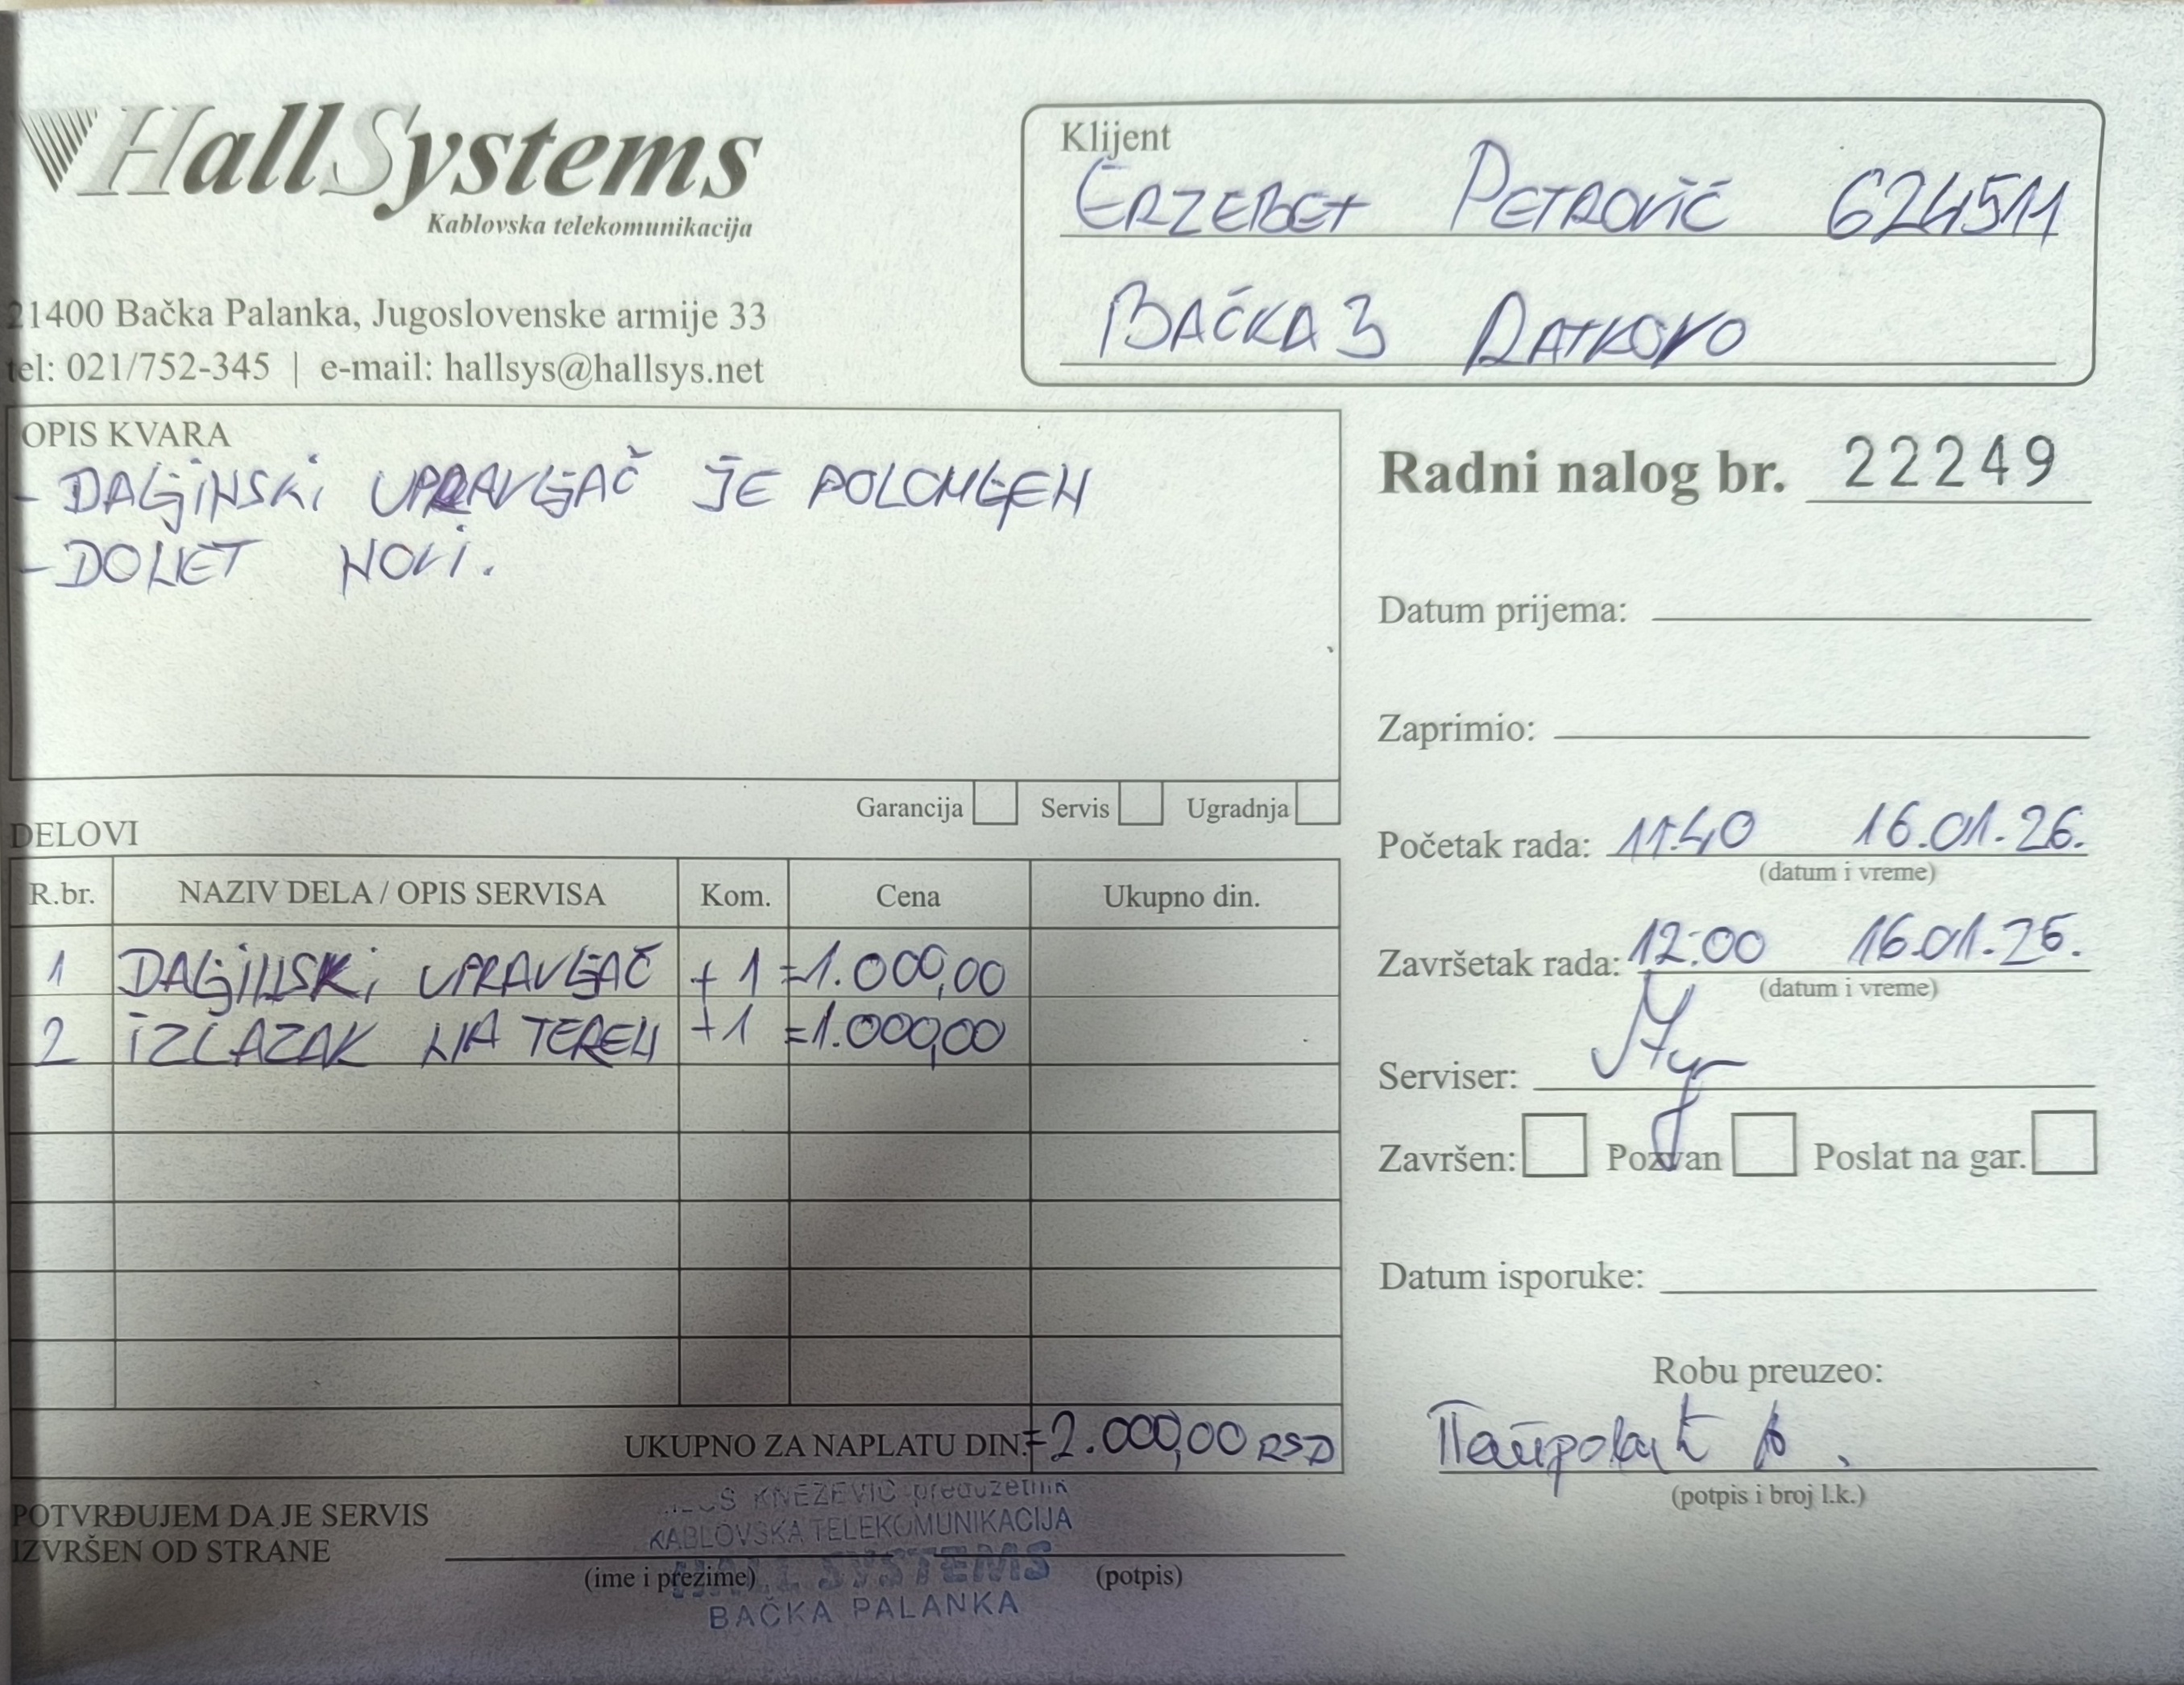 HallSystems
Kablovska telekomunikacija
21400 Bačka Palanka, Jugoslovenske armije 33
tel: 021/752-345 | e-mail: hallsys@hallsys.net
Klijent
ERZEBET PETROVIČ 624511
BAČKA 3 RATKOVO
OPIS KVARA
- DALJiNSKi UPRAVLJAČ JE POLOMLJEN
- DONET NOVi.
Radni nalog br. 22249
Datum prijema:
Zaprimio:
Početak rada: 11:40 16.01.26.
(datum i vreme)
Završetak rada: 12:00 16.01.26.
(datum i vreme)
Serviser:
Završen: Pozvan Poslat na gar.
Datum isporuke:
Robu preuzeo:
(potpis i broj l.k.)
Garancija Servis Ugradnja
DELOVI
R.br. NAZIV DELA / OPIS SERVISA Kom. Cena Ukupno din.
1 DALJiNSKi UPRAVLJAČ + 1 =1.000,00
2 iZLAZAK NA TEREN +1 =1.000,00
UKUPNO ZA NAPLATU DIN. =2.000,00 RSD
POTVRĐUJEM DA JE SERVIS
IZVRŠEN OD STRANE
(ime i prezime) (potpis)
KNEŽEVIĆ preduzetnik
KABLOVSKA TELEKOMUNIKACIJA
HALL SYSTEMS
BAČKA PALANKA